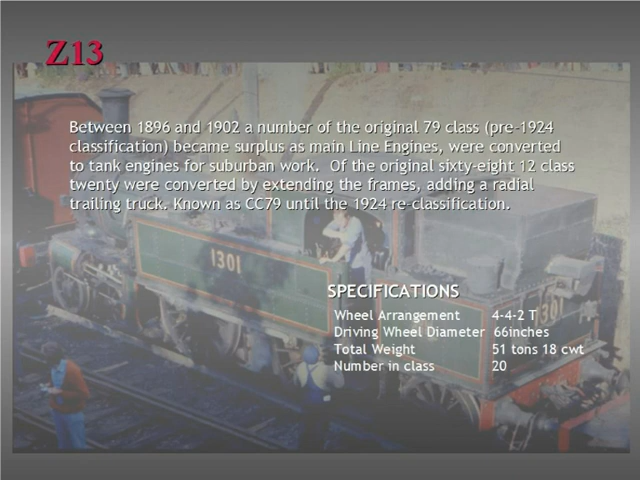 Z13
Between 1896 and 1902 a number of the original 79 class (pre-1924
classification) became surplus as main Line Engines, were converted
to tank engines for suburban work. Of the original sixty-eight 12 class
twenty were converted by extending the frames, adding a radial
trailing truck. Known as CC79 until the 1924 re-classification.
1301
SPECIFICATIONS
Wheel Arrangement 4-4-2 T
Driving Wheel Diameter 66inches
Total Weight 51 tons 18 cwt
Number in class 20